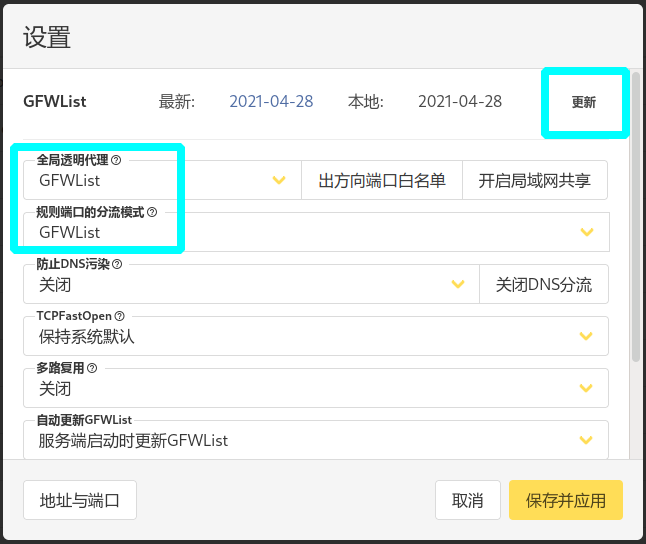 设置
GFWList 最新: 2021-04-28 本地: 2021-04-28 更新
全局透明代理
GFWList 出方向端口白名单 开启局域网共享
规则端口的分流模式
GFWList
防止DNS污染
关闭 关闭DNS分流
TCPFastOpen
保持系统默认
多路复用
关闭
自动更新GFWList
服务端启动时更新GFWList
地址与端口 取消 保存并应用